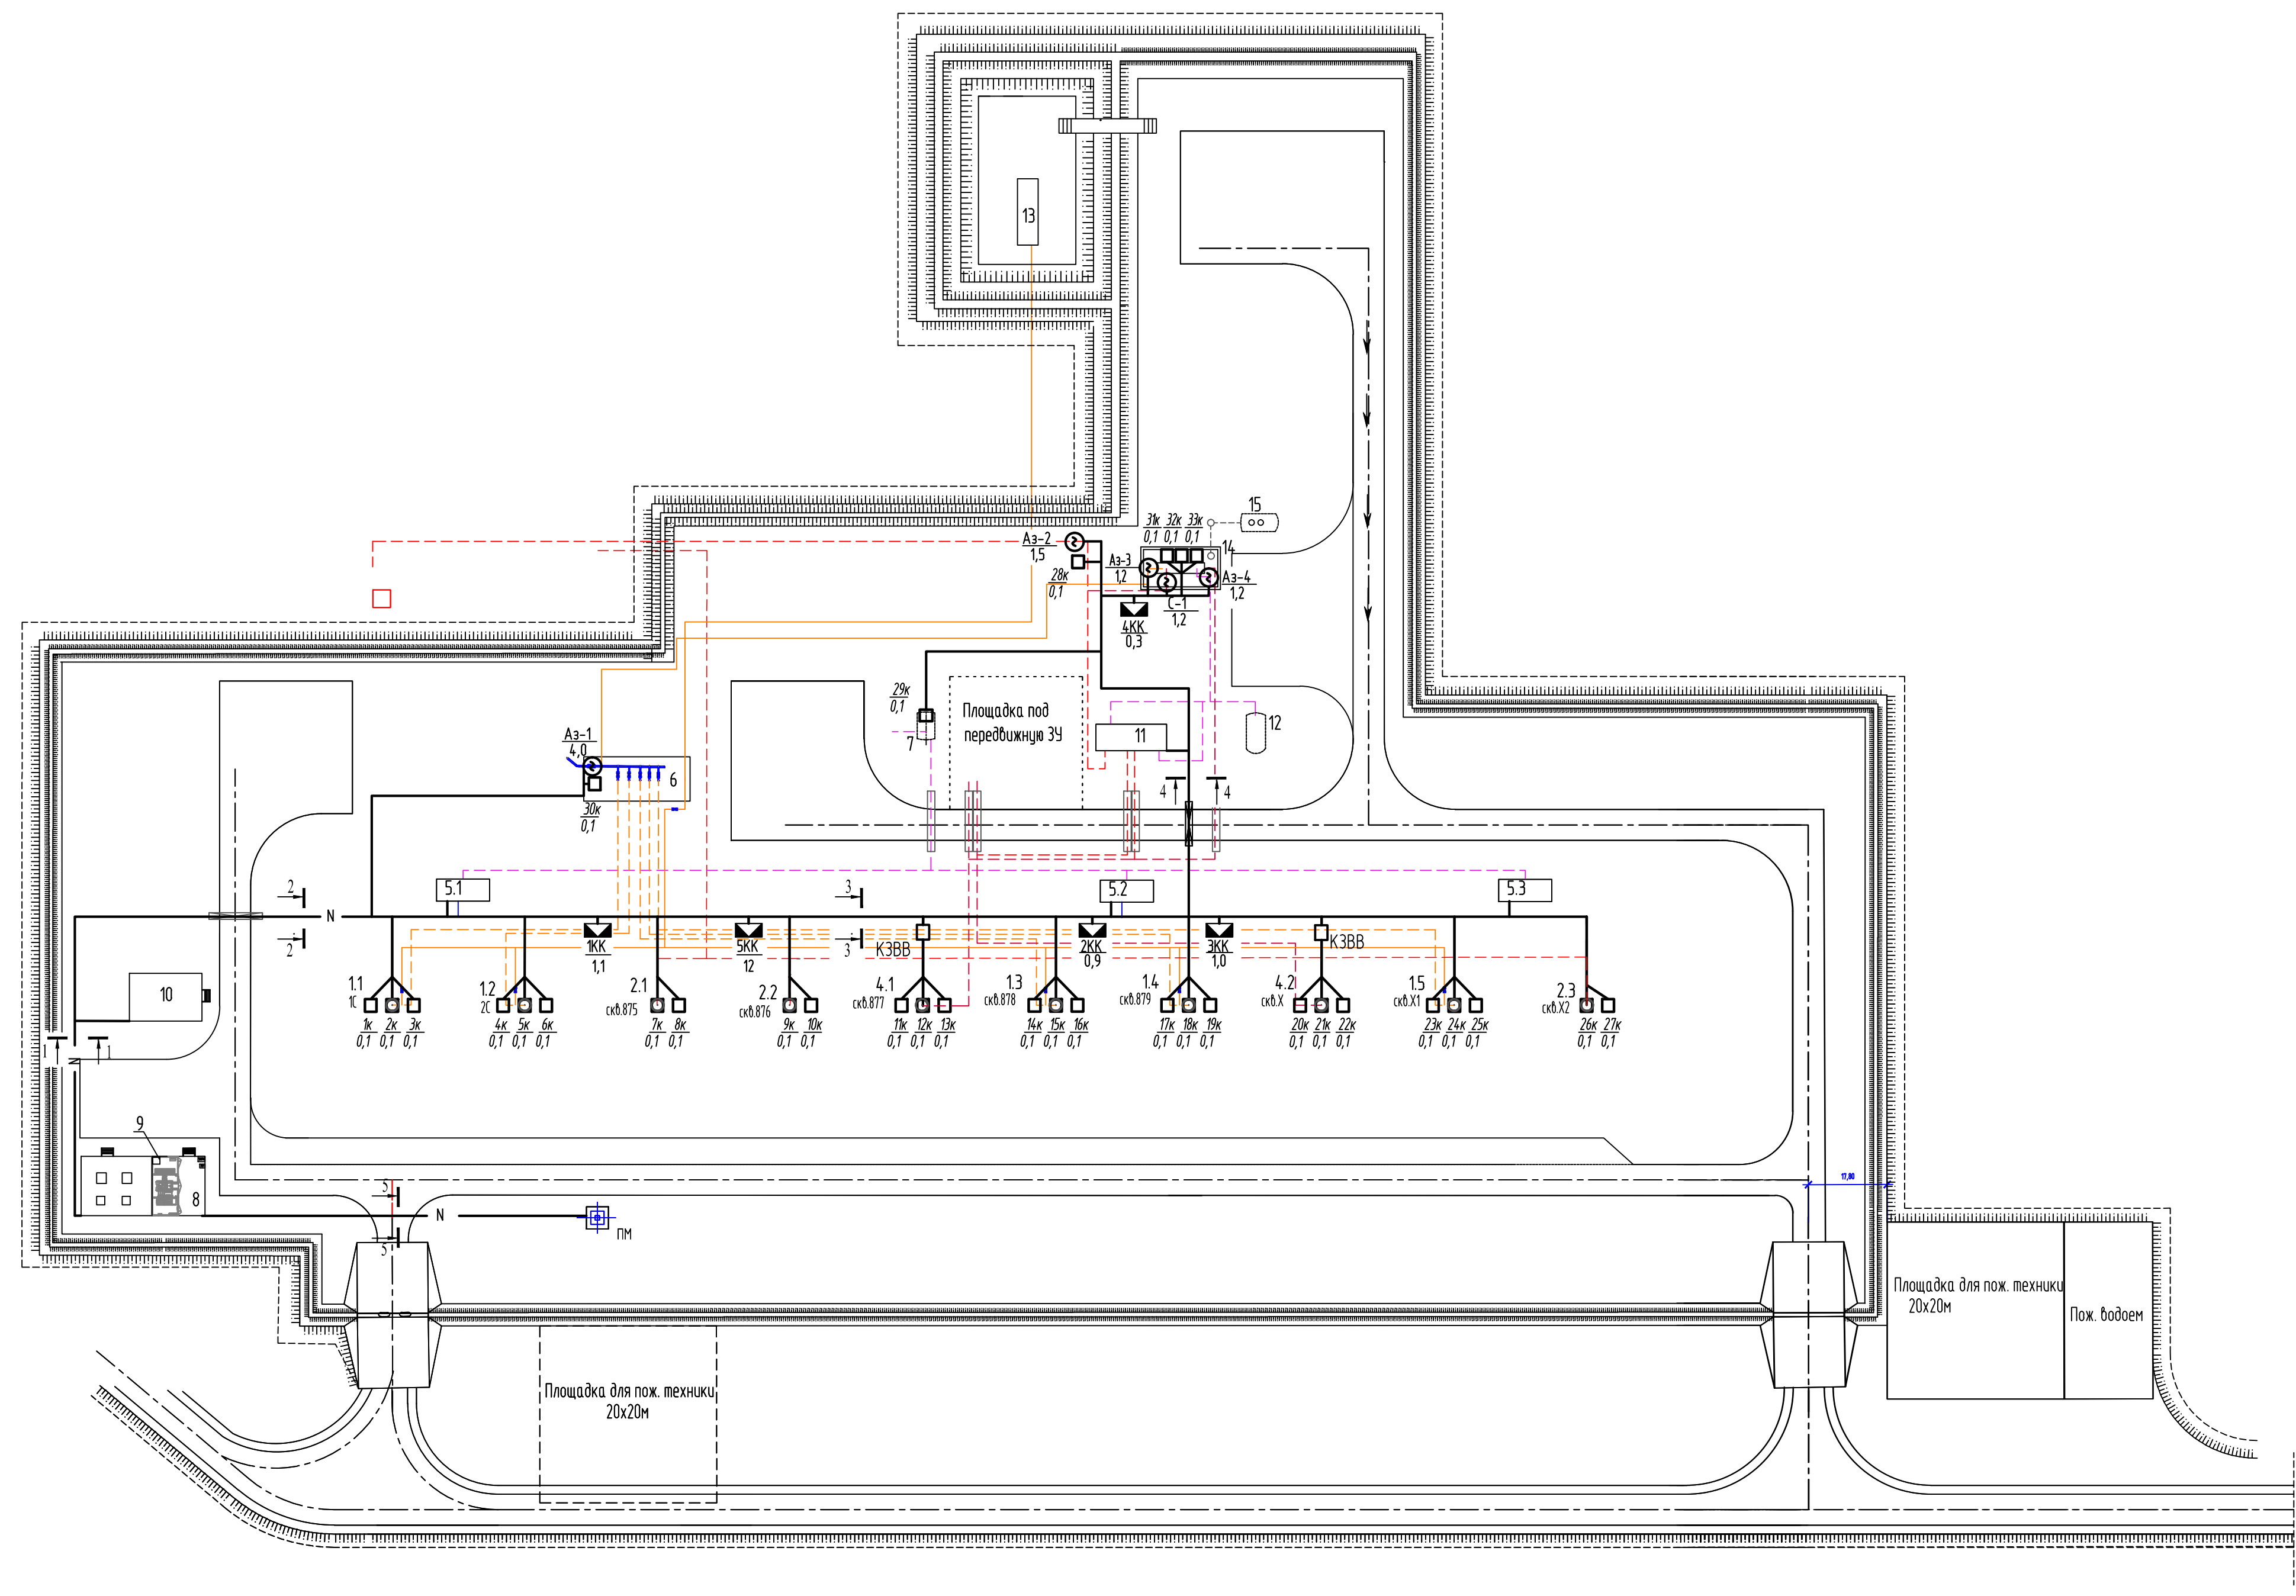 13
15
31к 32к 33к
0,1 0,1 0,1
14
Аз-2
1,5
Аз-3
1,2
Аз-4
1,2
28к
0,1
С-1
1,2
4КК
0,3
29к
0,1
7
Площадка под
передвижную ЗУ
11
12
Аз-1
4,0
6
30к
0,1
4 4
5.1
5.2
5.3
2
3
N
2
3
1КК
1,1
5КК
12
КЗВВ
2КК
0,9
3КК
1,0
КЗВВ
10
1.1
1С
1.2
2С
2.1
скв.875
2.2
скв.876
4.1
скв.877
1.3
скв.878
1.4
скв.879
4.2
скв.Х
1.5
скв.Х1
2.3
скв.Х2
1к 2к 3к 4к 5к 6к 7к 8к 9к 10к 11к 12к 13к 14к 15к 16к 17к 18к 19к 20к 21к 22к 23к 24к 25к 26к 27к
0,1 0,1 0,1 0,1 0,1 0,1 0,1 0,1 0,1 0,1 0,1 0,1 0,1 0,1 0,1 0,1 0,1 0,1 0,1 0,1 0,1 0,1 0,1 0,1 0,1 0,1 0,1
1 1
N
9
8
5
N
5
ПМ
17,80
Площадка для пож. техники
20х20м
Пож. водоем
Площадка для пож. техники
20х20м